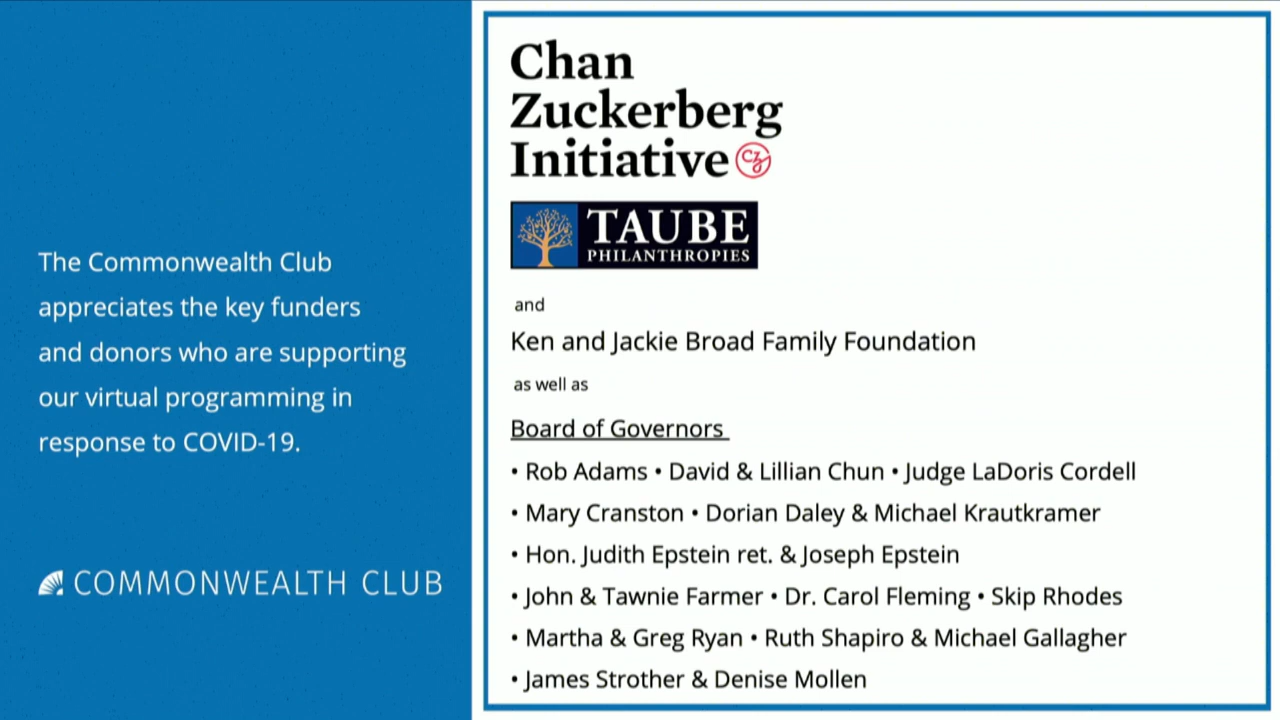 The Commonwealth Club
appreciates the key funders
and donors who are supporting
our virtual programming in
response to COVID-19.
COMMONWEALTH CLUB
Chan
Zuckerberg
Initiative CZI
TAUBE
PHILANTHROPIES
and
Ken and Jackie Broad Family Foundation
as well as
Board of Governors
• Rob Adams • David & Lillian Chun • Judge LaDoris Cordell
• Mary Cranston • Dorian Daley & Michael Krautkramer
• Hon. Judith Epstein ret. & Joseph Epstein
• John & Tawnie Farmer • Dr. Carol Fleming • Skip Rhodes
• Martha & Greg Ryan • Ruth Shapiro & Michael Gallagher
• James Strother & Denise Mollen